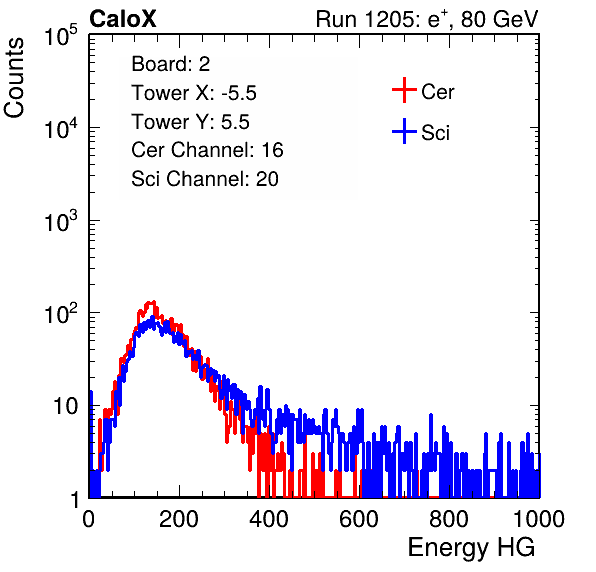 CaloX Run 1205: e⁺, 80 GeV
Counts
Board: 2
Tower X: -5.5
Tower Y: 5.5
Cer Channel: 16
Sci Channel: 20
Cer
Sci
10⁵
10⁴
10³
10²
10
1
0 200 400 600 800 1000
Energy HG